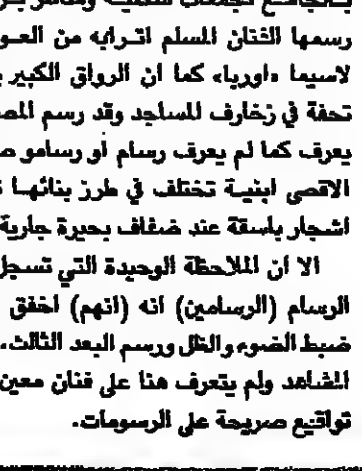 رسمها الفنان المسلم اترابه من العو
لاسيما «اوربا» كما ان الرواق الكبير ب
تحفة في زخارف المساجد وقد رسم المص
يعرف كما لم يعرف رسام أو رسامو ص
الاقصى ابنية تختلف في طرز بنائها
اشجار باسقة عند ضفاف بحيرة جارية
الا ان الملاحظة الوحيدة التي تسجل
الرسام (الرسامين) انه (انهم) اخفق
ضبط الضوء والظل ورسم البعد الثالث،
المشاهد ولم يتعرف هنا على فنان معين
تواقيع صريحة على الرسومات.